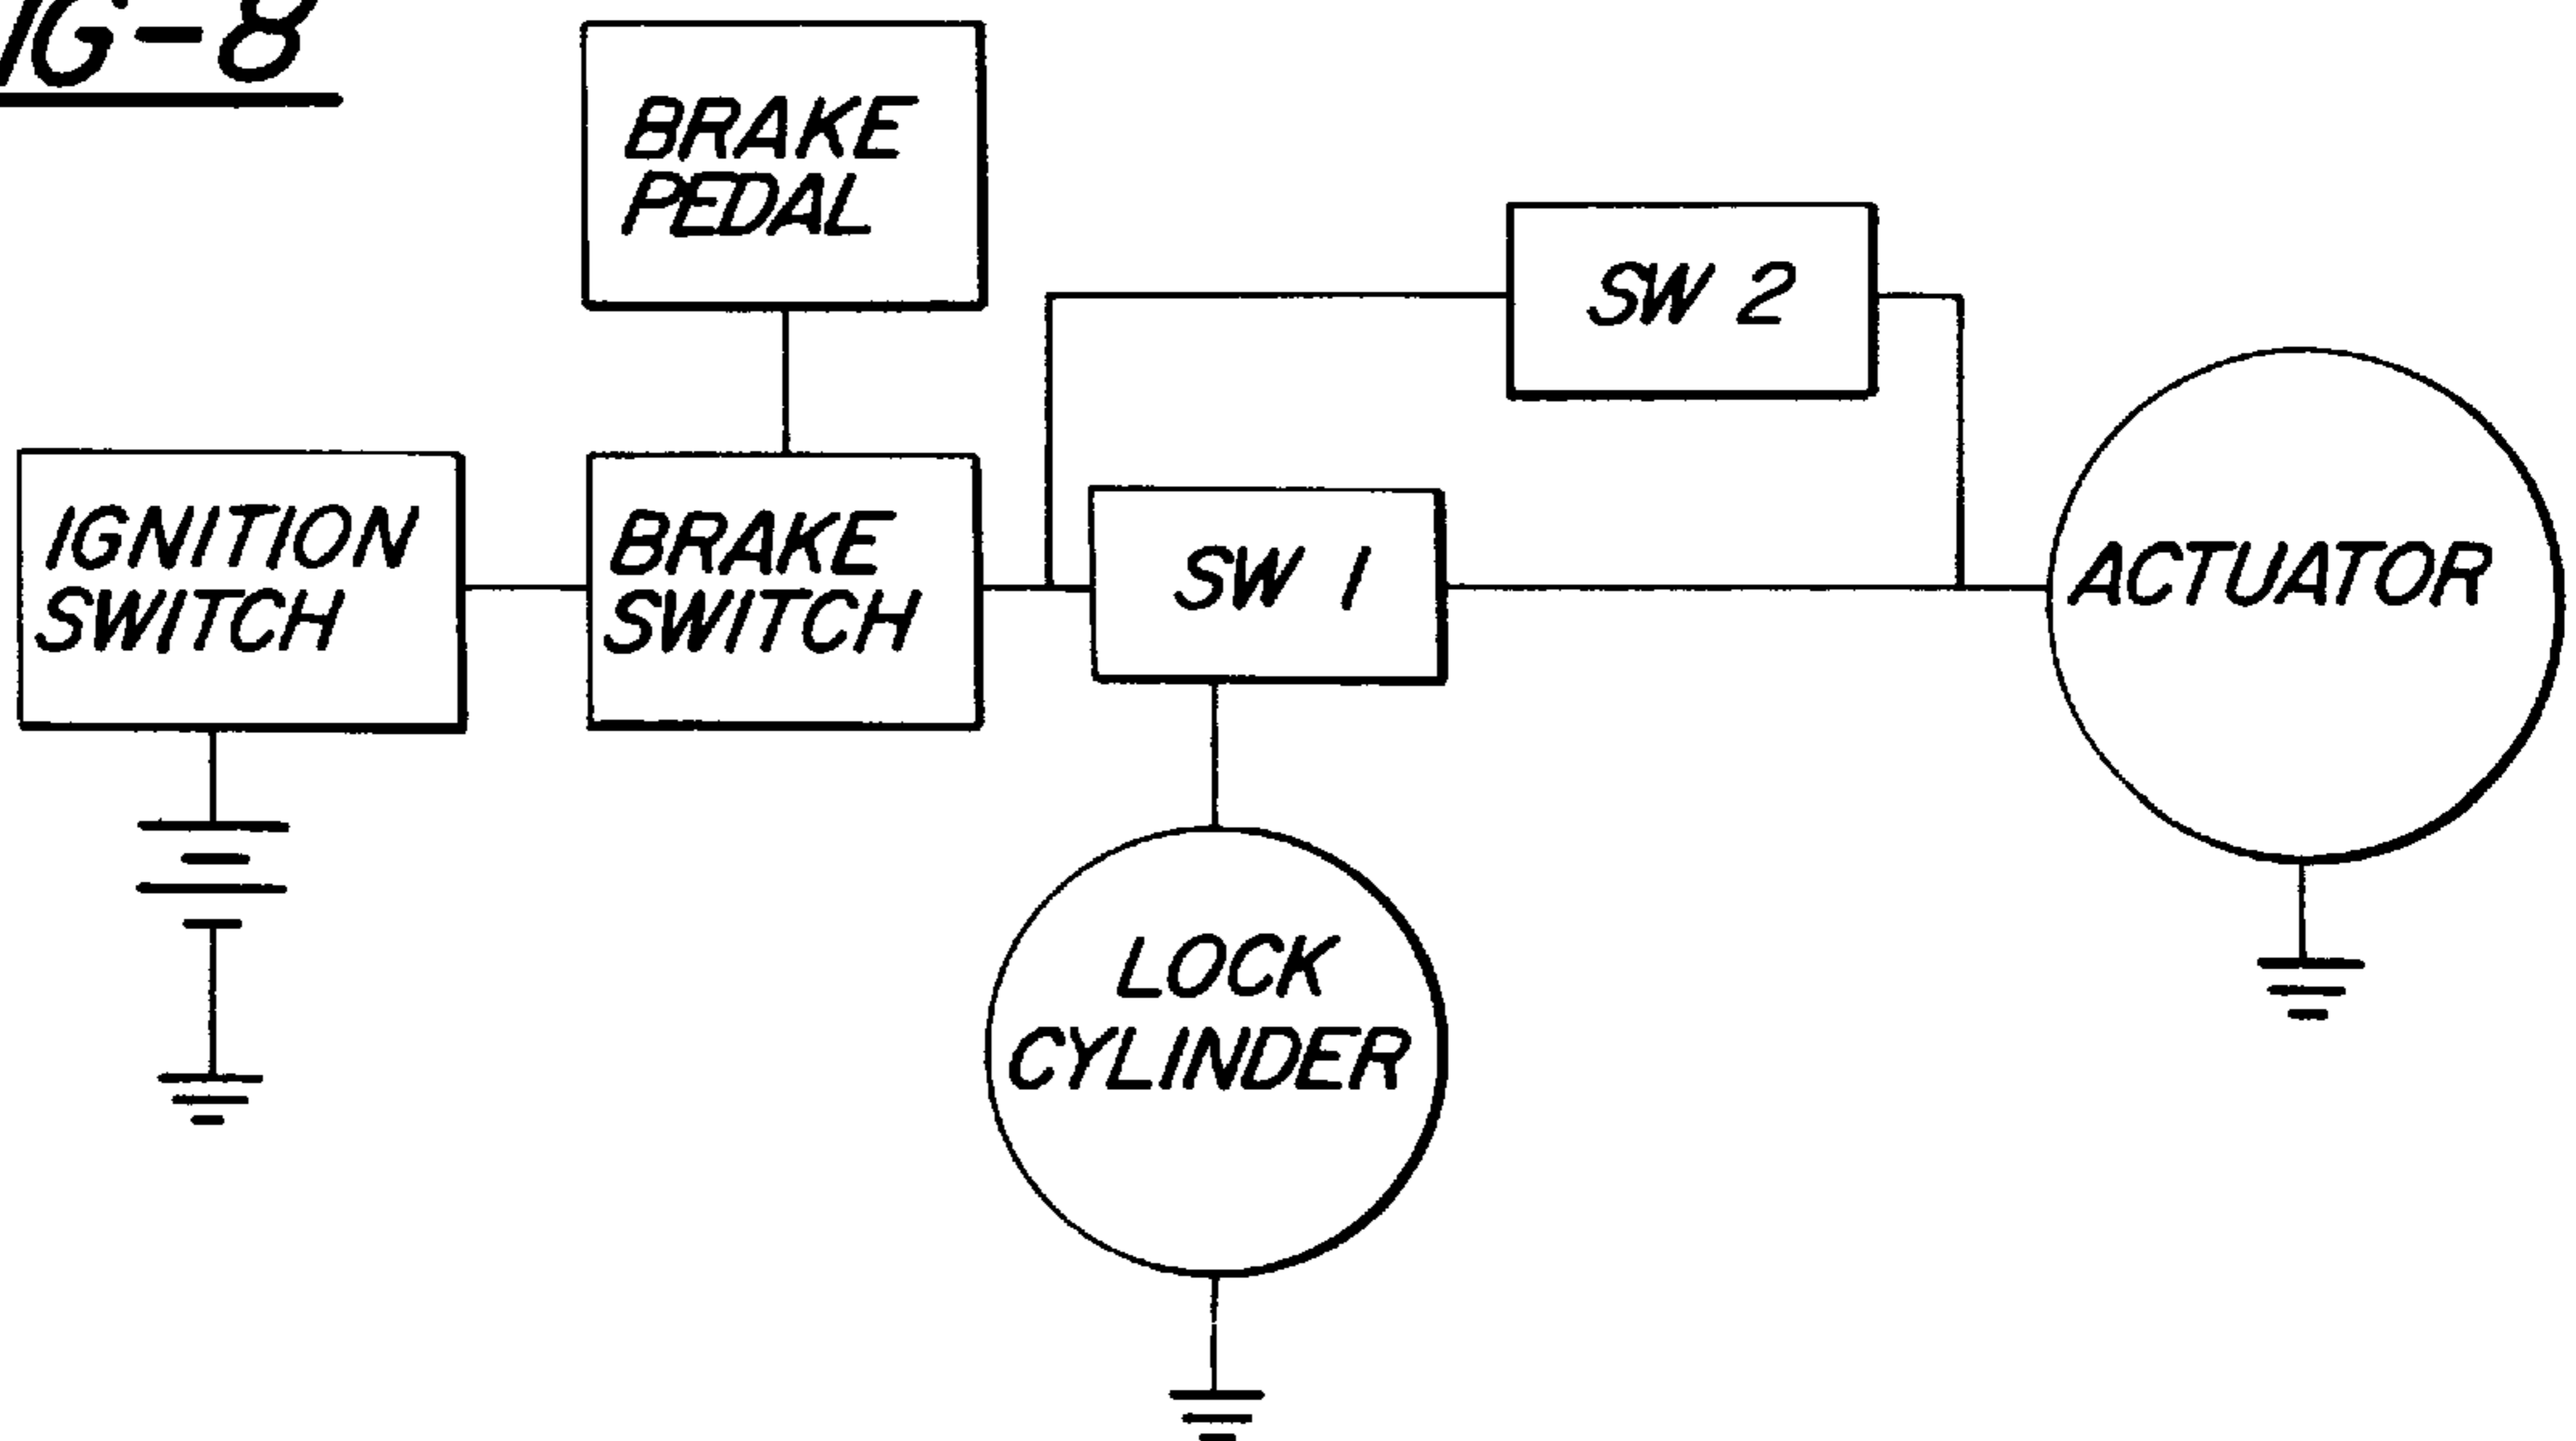 IG-8
BRAKE
PEDAL
SW 2
IGNITION
SWITCH
BRAKE
SWITCH
SW 1
ACTUATOR
LOCK
CYLINDER